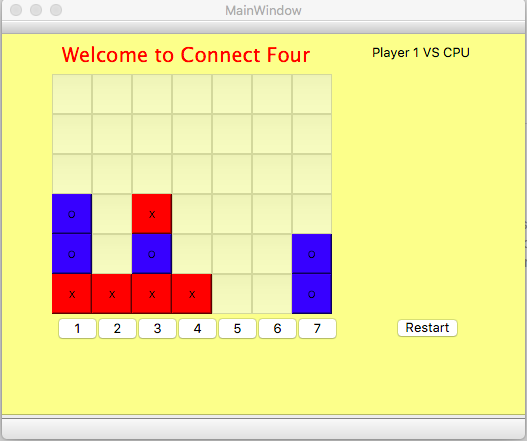 MainWindow
Welcome to Connect Four
Player 1 VS CPU
O X
O O O
X X X X O
1 2 3 4 5 6 7
Restart